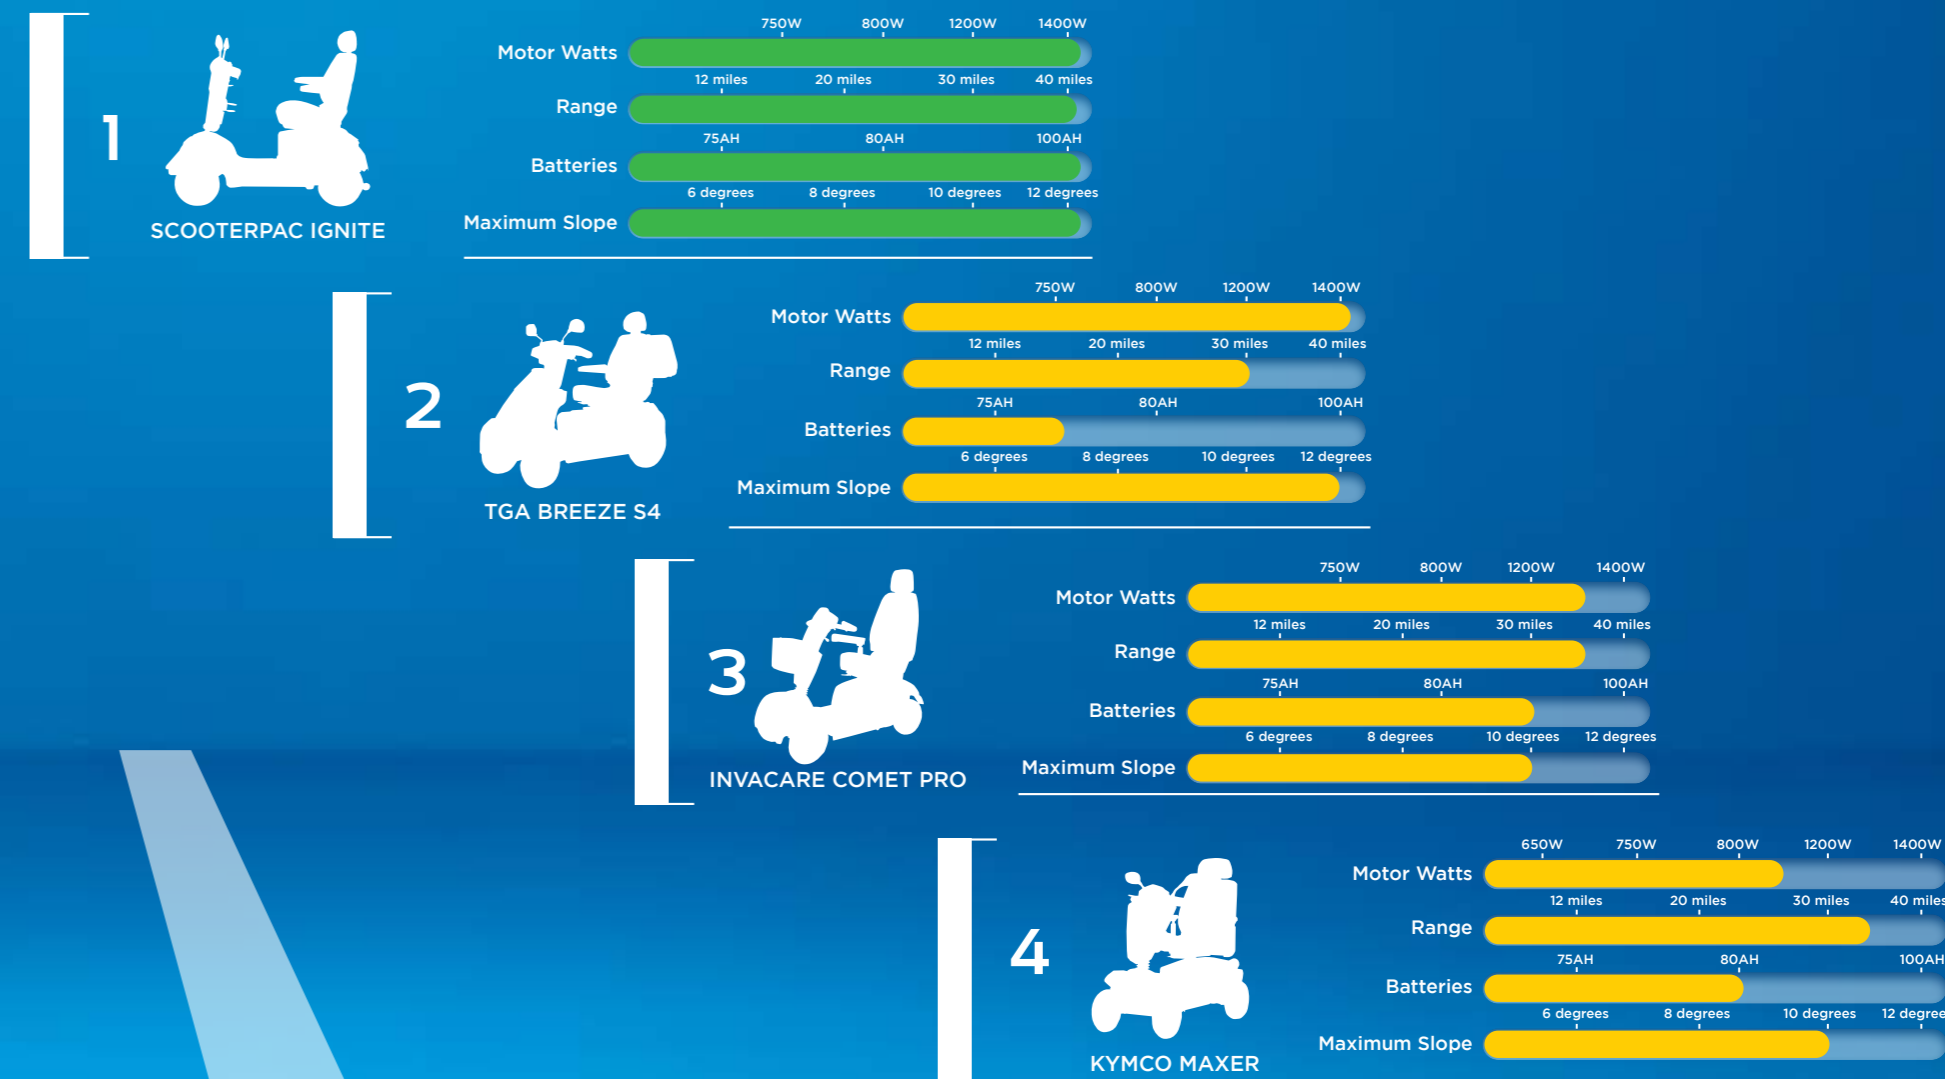 750W 800W 1200W 1400W
Motor Watts
12 miles 20 miles 30 miles 40 miles
Range
75AH 80AH 100AH
Batteries
6 degrees 8 degrees 10 degrees 12 degrees
Maximum Slope
1
SCOOTERPAC IGNITE
750W 800W 1200W 1400W
Motor Watts
12 miles 20 miles 30 miles 40 miles
Range
75AH 80AH 100AH
Batteries
6 degrees 8 degrees 10 degrees 12 degrees
Maximum Slope
2
TGA BREEZE S4
750W 800W 1200W 1400W
Motor Watts
12 miles 20 miles 30 miles 40 miles
Range
75AH 80AH 100AH
Batteries
6 degrees 8 degrees 10 degrees 12 degrees
Maximum Slope
3
INVACARE COMET PRO
650W 750W 800W 1200W 1400W
Motor Watts
12 miles 20 miles 30 miles 40 miles
Range
75AH 80AH 100AH
Batteries
6 degrees 8 degrees 10 degrees 12 degree
Maximum Slope
4
KYMCO MAXER